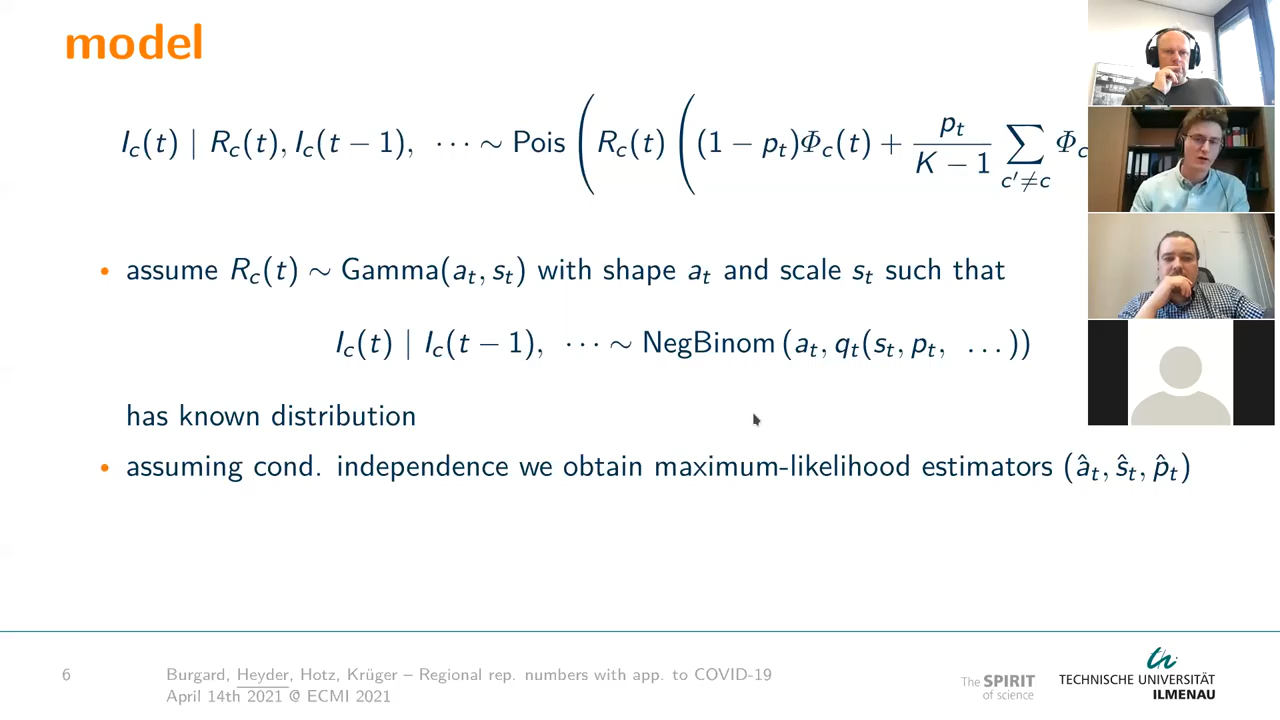 model
I_c(t) | R_c(t), I_c(t − 1), ⋯ ∼ Pois ( R_c(t) ( (1 − p_t)Φ_c(t) + p_t / (K − 1) ∑_{c′≠c} Φ_c
• assume R_c(t) ∼ Gamma(a_t, s_t) with shape a_t and scale s_t such that
I_c(t) | I_c(t − 1), ⋯ ∼ NegBinom (a_t, q_t(s_t, p_t, …))
has known distribution
• assuming cond. independence we obtain maximum-likelihood estimators (â_t, ŝ_t, p̂_t)
6
Burgard, Heyder, Hotz, Krüger – Regional rep. numbers with app. to COVID-19
April 14th 2021 @ ECMI 2021
The SPIRIT
of science
th
TECHNISCHE UNIVERSITÄT
ILMENAU